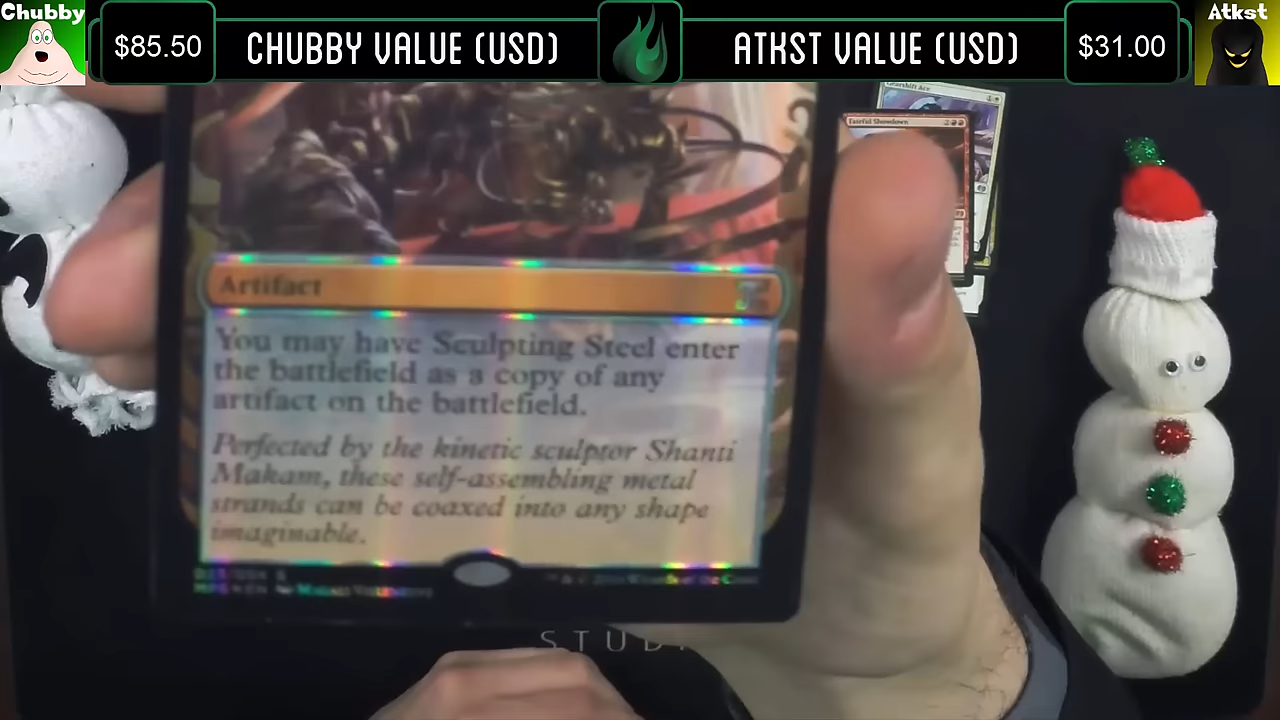 Chubby
$85.50
CHUBBY VALUE (USD)
ATKST VALUE (USD)
$31.00
Atkst
Gearshift Ace
Fateful Showdown
Artifact
You may have Sculpting Steel enter
the battlefield as a copy of any
artifact on the battlefield.
Perfected by the kinetic sculptor Shanti
Makam, these self-assembling metal
strands can be coaxed into any shape
imaginable.